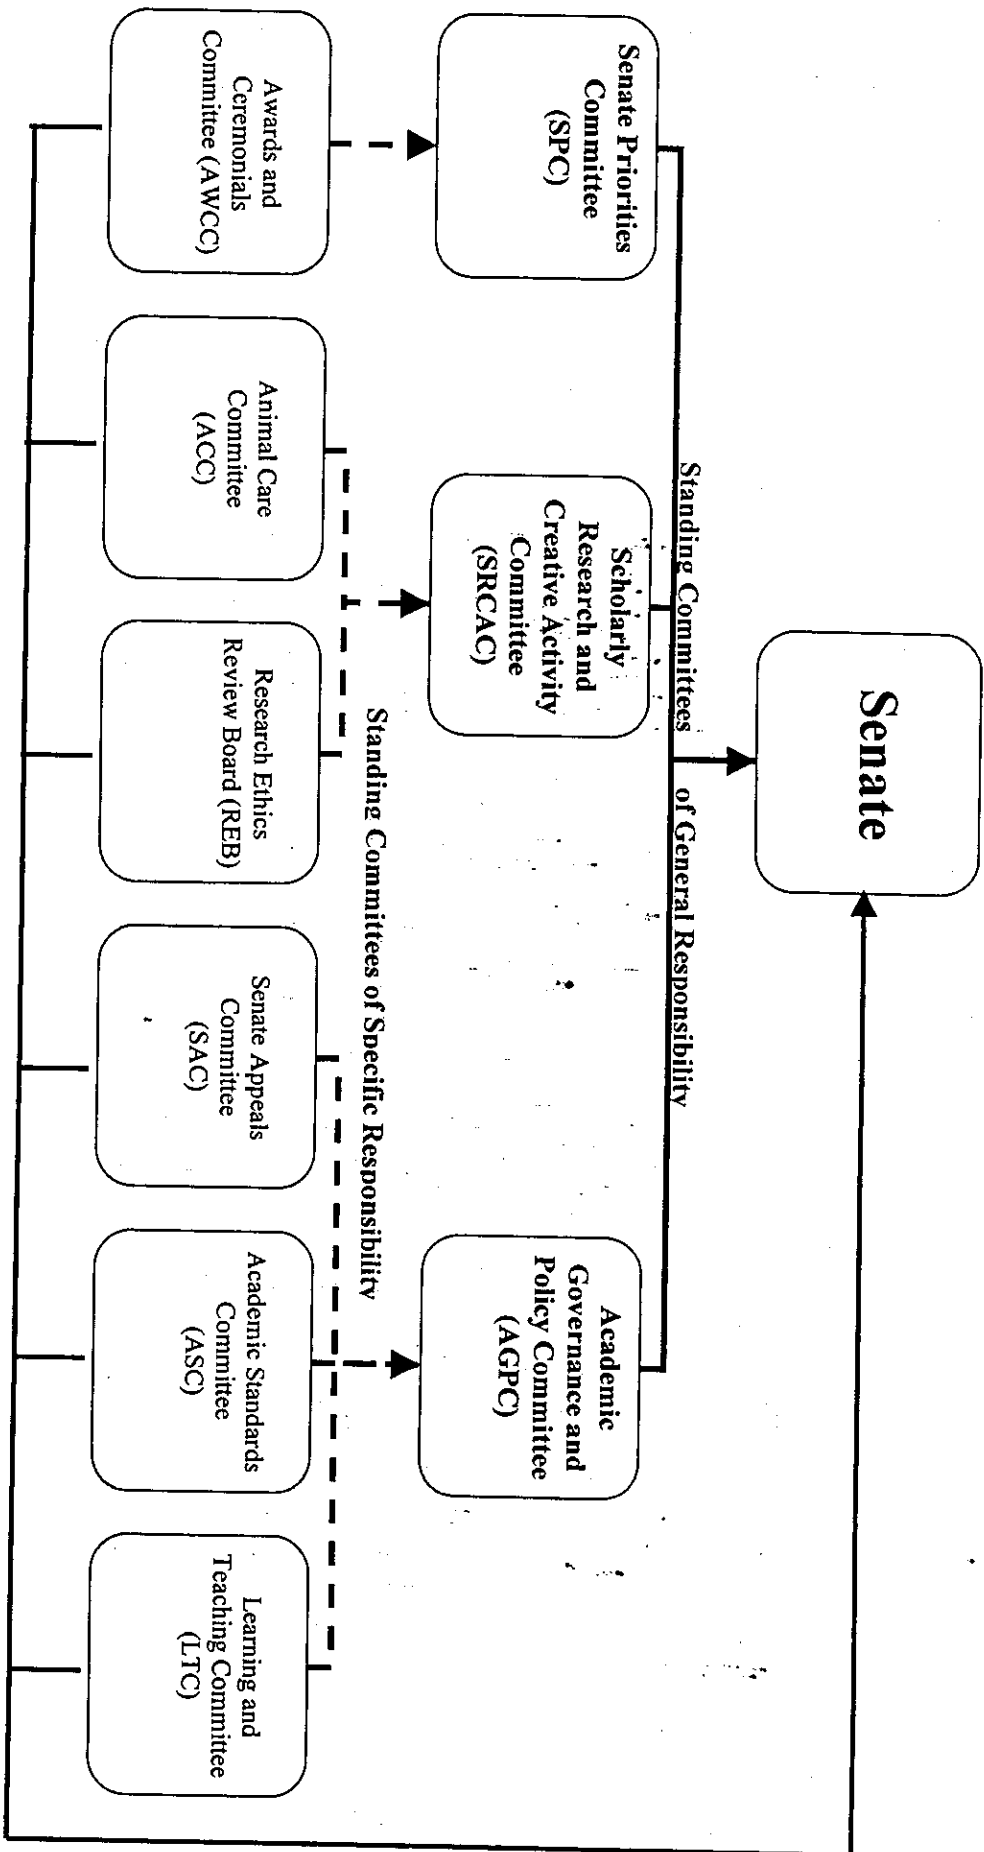 Senate
Standing Committees of General Responsibility
Senate Priorities
Committee
(SPC)
Scholarly
Research and
Creative Activity
Committee
(SRCAC)
Academic
Governance and
Policy Committee
(AGPC)
Standing Committees of Specific Responsibility
Awards and
Ceremonials
Committee (AWCC)
Animal Care
Committee
(ACC)
Research Ethics
Review Board (REB)
Senate Appeals
Committee
(SAC)
Academic Standards
Committee
(ASC)
Learning and
Teaching Committee
(LTC)